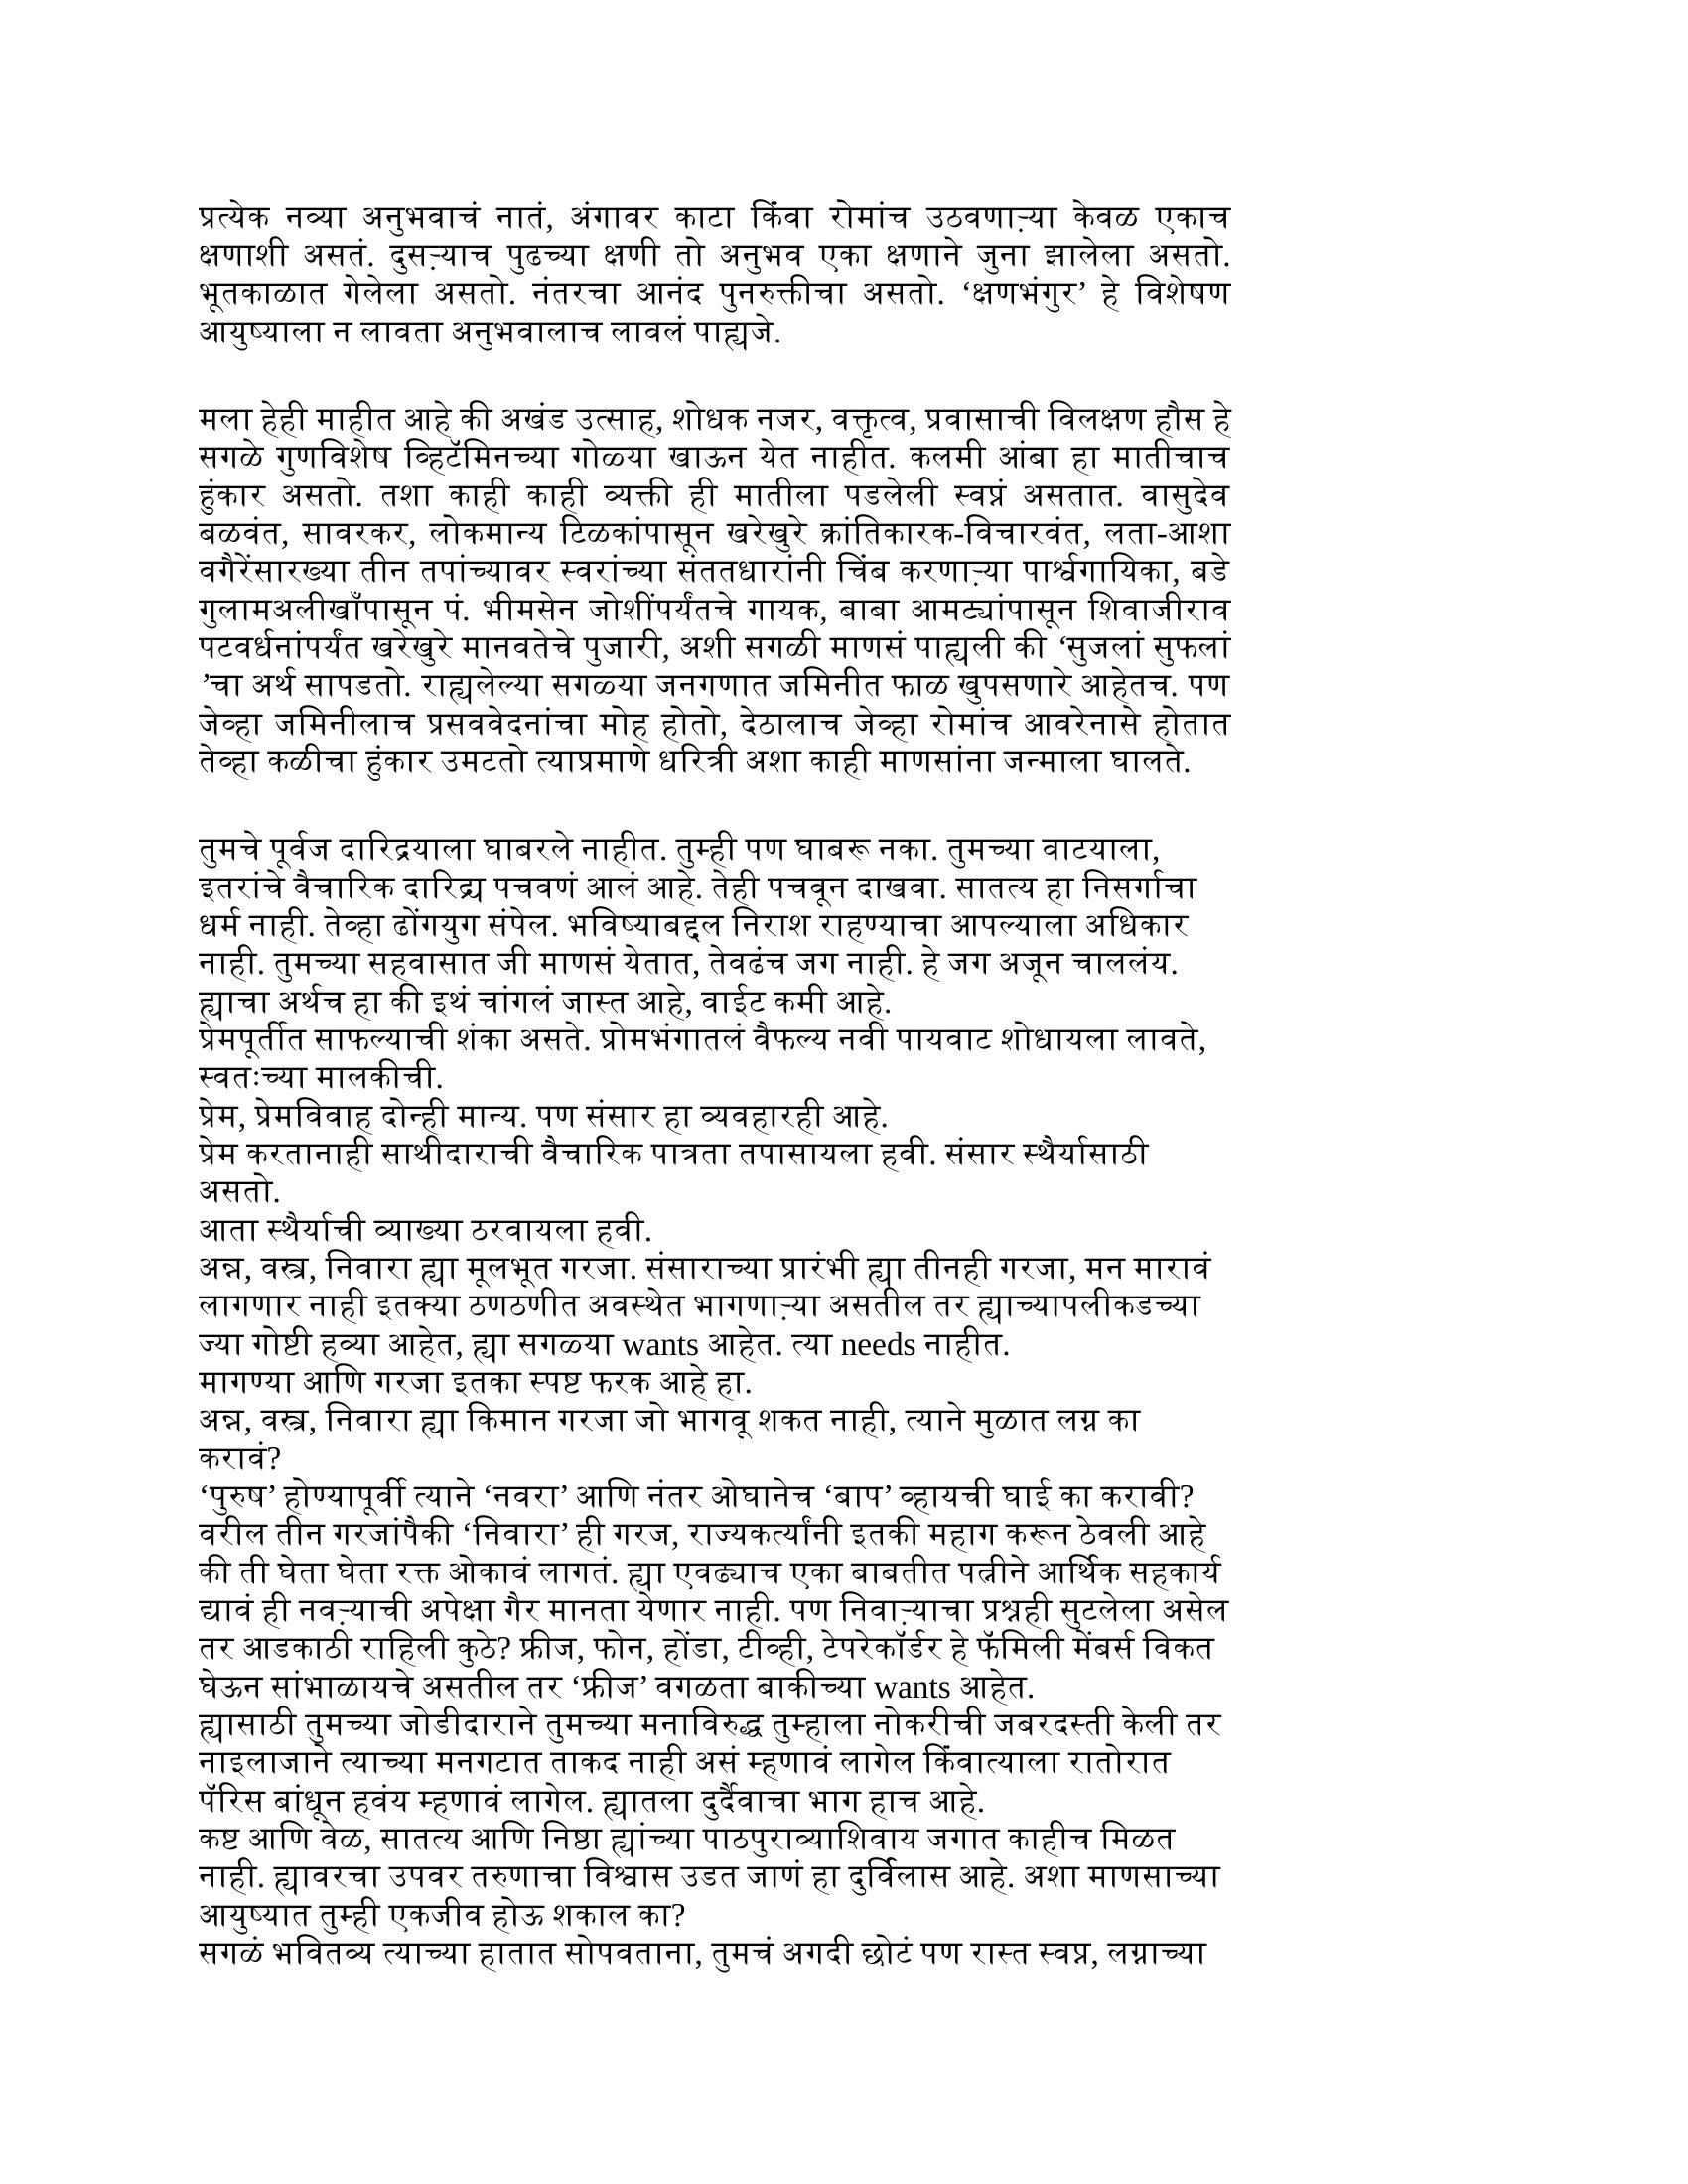 प्रत्येक नव्या अनुभवाचं नातं, अंगावर काटा किंवा रोमांच उठवणाऱ्या केवळ एकाच
क्षणाशी असतं. दुसऱ्याच पुढच्या क्षणी तो अनुभव एका क्षणाने जुना झालेला असतो.
भूतकाळात गेलेला असतो. नंतरचा आनंद पुनरुक्तीचा असतो. ‘क्षणभंगुर’ हे विशेषण
आयुष्याला न लावता अनुभवालाच लावलं पाह्यजे.
मला हेही माहीत आहे की अखंड उत्साह, शोधक नजर, वक्तृत्व, प्रवासाची विलक्षण हौस हे
सगळे गुणविशेष व्हिटॅमिनच्या गोळ्या खाऊन येत नाहीत. कलमी आंबा हा मातीचाच
हुंकार असतो. तशा काही काही व्यक्ती ही मातीला पडलेली स्वप्नं असतात. वासुदेव
बळवंत, सावरकर, लोकमान्य टिळकांपासून खरेखुरे क्रांतिकारक-विचारवंत, लता-आशा
वगैरेंसारख्या तीन तपांच्यावर स्वरांच्या संततधारांनी चिंब करणाऱ्या पार्श्वगायिका, बडे
गुलामअलीखाँपासून पं. भीमसेन जोशींपर्यंतचे गायक, बाबा आमट्यांपासून शिवाजीराव
पटवर्धनांपर्यंत खरेखुरे मानवतेचे पुजारी, अशी सगळी माणसं पाह्यली की ‘सुजलां सुफलां
’चा अर्थ सापडतो. राह्यलेल्या सगळ्या जनगणात जमिनीत फाळ खुपसणारे आहेतच. पण
जेव्हा जमिनीलाच प्रसववेदनांचा मोह होतो, देठालाच जेव्हा रोमांच आवरेनासे होतात
तेव्हा कळीचा हुंकार उमटतो त्याप्रमाणे धरित्री अशा काही माणसांना जन्माला घालते.
तुमचे पूर्वज दारिद्रयाला घाबरले नाहीत. तुम्ही पण घाबरू नका. तुमच्या वाटयाला,
इतरांचे वैचारिक दारिद्र्य पचवणं आलं आहे. तेही पचवून दाखवा. सातत्य हा निसर्गाचा
धर्म नाही. तेव्हा ढोंगयुग संपेल. भविष्याबद्दल निराश राहण्याचा आपल्याला अधिकार
नाही. तुमच्या सहवासात जी माणसं येतात, तेवढंच जग नाही. हे जग अजून चाललंय.
ह्याचा अर्थच हा की इथं चांगलं जास्त आहे, वाईट कमी आहे.
प्रेमपूर्तीत साफल्याची शंका असते. प्रोमभंगातलं वैफल्य नवी पायवाट शोधायला लावते,
स्वतःच्या मालकीची.
प्रेम, प्रेमविवाह दोन्ही मान्य. पण संसार हा व्यवहारही आहे.
प्रेम करतानाही साथीदाराची वैचारिक पात्रता तपासायला हवी. संसार स्थैर्यासाठी
असतो.
आता स्थैर्याची व्याख्या ठरवायला हवी.
अन्न, वस्त्र, निवारा ह्या मूलभूत गरजा. संसाराच्या प्रारंभी ह्या तीनही गरजा, मन मारावं
लागणार नाही इतक्या ठणठणीत अवस्थेत भागणाऱ्या असतील तर ह्याच्यापलीकडच्या
ज्या गोष्टी हव्या आहेत, ह्या सगळ्या wants आहेत. त्या needs नाहीत.
मागण्या आणि गरजा इतका स्पष्ट फरक आहे हा.
अन्न, वस्त्र, निवारा ह्या किमान गरजा जो भागवू शकत नाही, त्याने मुळात लग्न का
करावं?
‘पुरुष’ होण्यापूर्वी त्याने ‘नवरा’ आणि नंतर ओघानेच ‘बाप’ व्हायची घाई का करावी?
वरील तीन गरजांपैकी ‘निवारा’ ही गरज, राज्यकर्त्यांनी इतकी महाग करून ठेवली आहे
की ती घेता घेता रक्त ओकावं लागतं. ह्या एवढ्याच एका बाबतीत पत्नीने आर्थिक सहकार्य
द्यावं ही नवऱ्याची अपेक्षा गैर मानता येणार नाही. पण निवाऱ्याचा प्रश्नही सुटलेला असेल
तर आडकाठी राहिली कुठे? फ्रीज, फोन, होंडा, टीव्ही, टेपरेकॉर्डर हे फॅमिली मेंबर्स विकत
घेऊन सांभाळायचे असतील तर ‘फ्रीज’ वगळता बाकीच्या wants आहेत.
ह्यासाठी तुमच्या जोडीदाराने तुमच्या मनाविरुद्ध तुम्हाला नोकरीची जबरदस्ती केली तर
नाइलाजाने त्याच्या मनगटात ताकद नाही असं म्हणावं लागेल किंवात्याला रातोरात
पॅरिस बांधून हवंय म्हणावं लागेल. ह्यातला दुर्दैवाचा भाग हाच आहे.
कष्ट आणि वेळ, सातत्य आणि निष्ठा ह्यांच्या पाठपुराव्याशिवाय जगात काहीच मिळत
नाही. ह्यावरचा उपवर तरुणाचा विश्वास उडत जाणं हा दुर्विलास आहे. अशा माणसाच्या
आयुष्यात तुम्ही एकजीव होऊ शकाल का?
सगळं भवितव्य त्याच्या हातात सोपवताना, तुमचं अगदी छोटं पण रास्त स्वप्न, लग्नाच्या